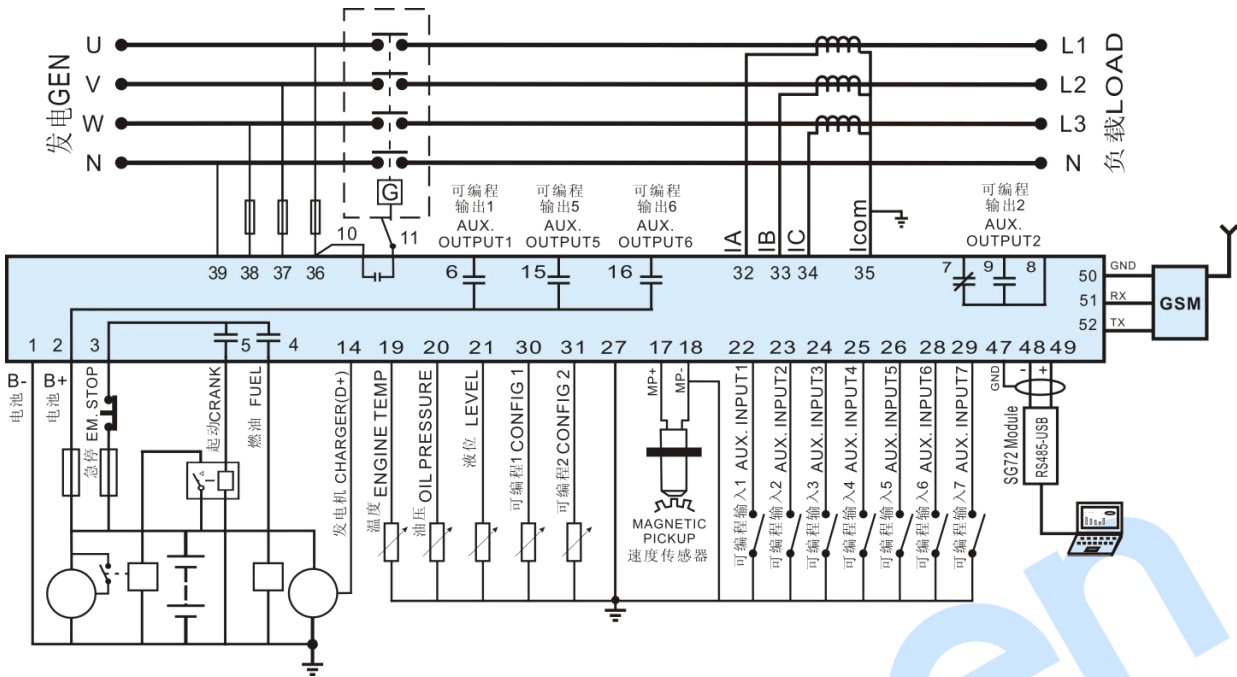 发电GEN
U
V
W
N
L1
L2
L3
N
负载LOAD
G
10
11
可编程
输出1
AUX.
OUTPUT1
可编程
输出5
AUX.
OUTPUT5
可编程
输出6
AUX.
OUTPUT6
IA
IB
IC
Icom
可编程
输出2
AUX.
OUTPUT2
39
38
37
36
6
15
16
32
33
34
35
7
9
8
50
51
52
GND
RX
TX
GSM
1
2
3
5
4
14
19
20
21
30
31
27
17
18
22
23
24
25
26
28
29
47
48
49
B-
电池
B+
电池
EM. STOP
急停
起动CRANK
燃油 FUEL
发电机 CHARGER(D+)
温度 ENGINE TEMP
油压 OIL PRESSURE
液位 LEVEL
可编程1 CONFIG 1
可编程2 CONFIG 2
MP+
MP-
MAGNETIC
PICKUP
速度传感器
可编程输入1 AUX. INPUT1
可编程输入2 AUX. INPUT2
可编程输入3 AUX. INPUT3
可编程输入4 AUX. INPUT4
可编程输入5 AUX. INPUT5
可编程输入6 AUX. INPUT6
可编程输入7 AUX. INPUT7
GND
-
+
SG72 Module
RS485-USB
en